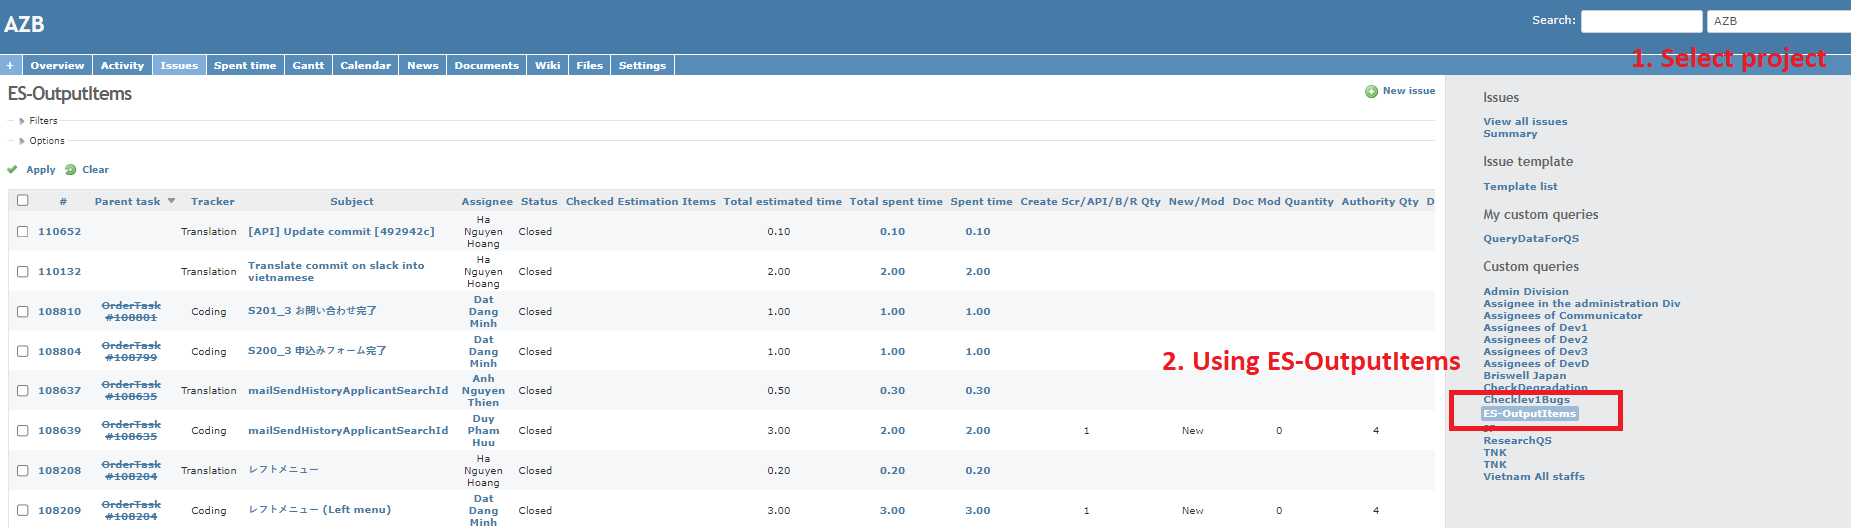 AZB
Search:
AZB
1. Select project
+ Overview Activity Issues Spent time Gantt Calendar News Documents Wiki Files Settings
ES-OutputItems
New issue
Filters
Options
Apply Clear
# Parent task Tracker Subject Assignee Status Checked Estimation Items Total estimated time Total spent time Spent time Create Scr/API/B/R Qty New/Mod Doc Mod Quantity Authority Qty D
110652 Translation [API] Update commit [492942c] Ha Nguyen Hoang Closed 0.10 0.10 0.10
110132 Translation Translate commit on slack into vietnamese Ha Nguyen Hoang Closed 2.00 2.00 2.00
108810 OrderTask #108801 Coding S201_3 お問い合わせ完了 Dat Dang Minh Closed 1.00 1.00 1.00
108804 OrderTask #108799 Coding S200_3 申込みフォーム完了 Dat Dang Minh Closed 1.00 1.00 1.00
108637 OrderTask #108635 Translation mailSendHistoryApplicantSearchId Anh Nguyen Thien Closed 0.50 0.30 0.30
108639 OrderTask #108635 Coding mailSendHistoryApplicantSearchId Duy Pham Huu Closed 3.00 2.00 2.00 1 New 0 4
108208 OrderTask #108204 Translation レフトメニュー Ha Nguyen Hoang Closed 0.20 0.20 0.20
108209 OrderTask #108204 Coding レフトメニュー (Left menu) Dat Dang Minh Closed 3.00 3.00 3.00 1 New 0 4
2. Using ES-OutputItems
Issues
View all issues
Summary
Issue template
Template list
My custom queries
QueryDataForQS
Custom queries
Admin Division
Assignee in the administration Div
Assignees of Communicator
Assignees of Dev1
Assignees of Dev2
Assignees of Dev3
Assignees of DevD
Briswell Japan
CheckDegradation
Checklev1Bugs
ES-OutputItems
ResearchQS
TNK
TNK
Vietnam All staffs